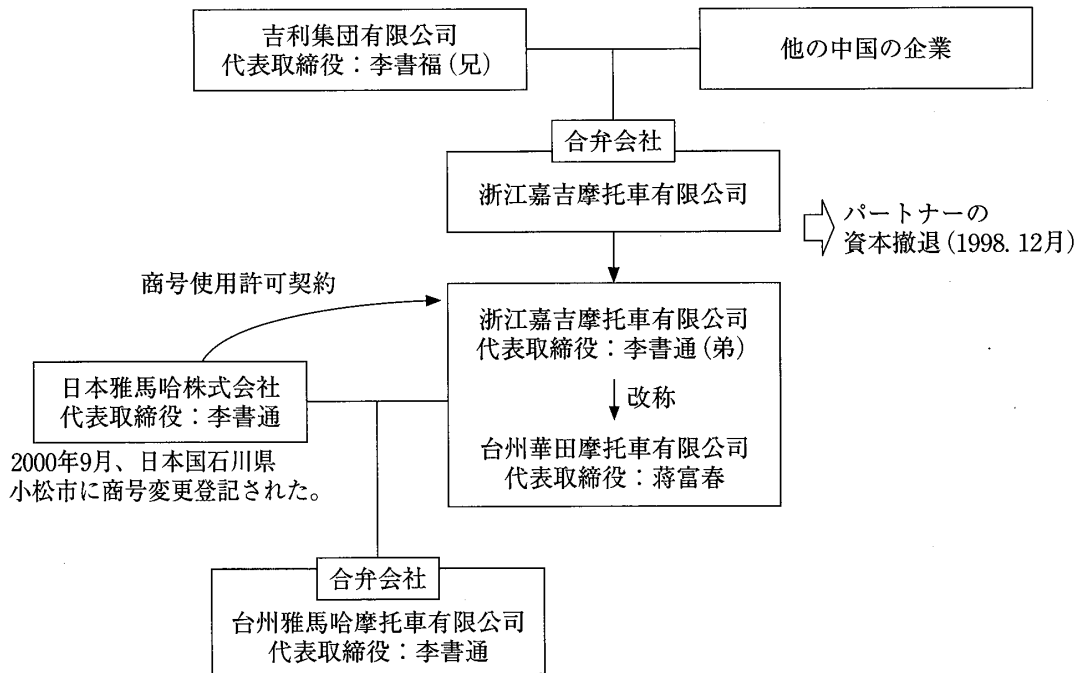 吉利集団有限公司
代表取締役：李書福(兄)
他の中国の企業
合弁会社
浙江嘉吉摩托車有限公司
パートナーの
資本撤退(1998. 12月)
商号使用許可契約
浙江嘉吉摩托車有限公司
代表取締役：李書通(弟)
改称
台州華田摩托車有限公司
代表取締役：蒋富春
日本雅馬哈株式会社
代表取締役：李書通
2000年9月、日本国石川県
小松市に商号変更登記された。
合弁会社
台州雅馬哈摩托車有限公司
代表取締役：李書通